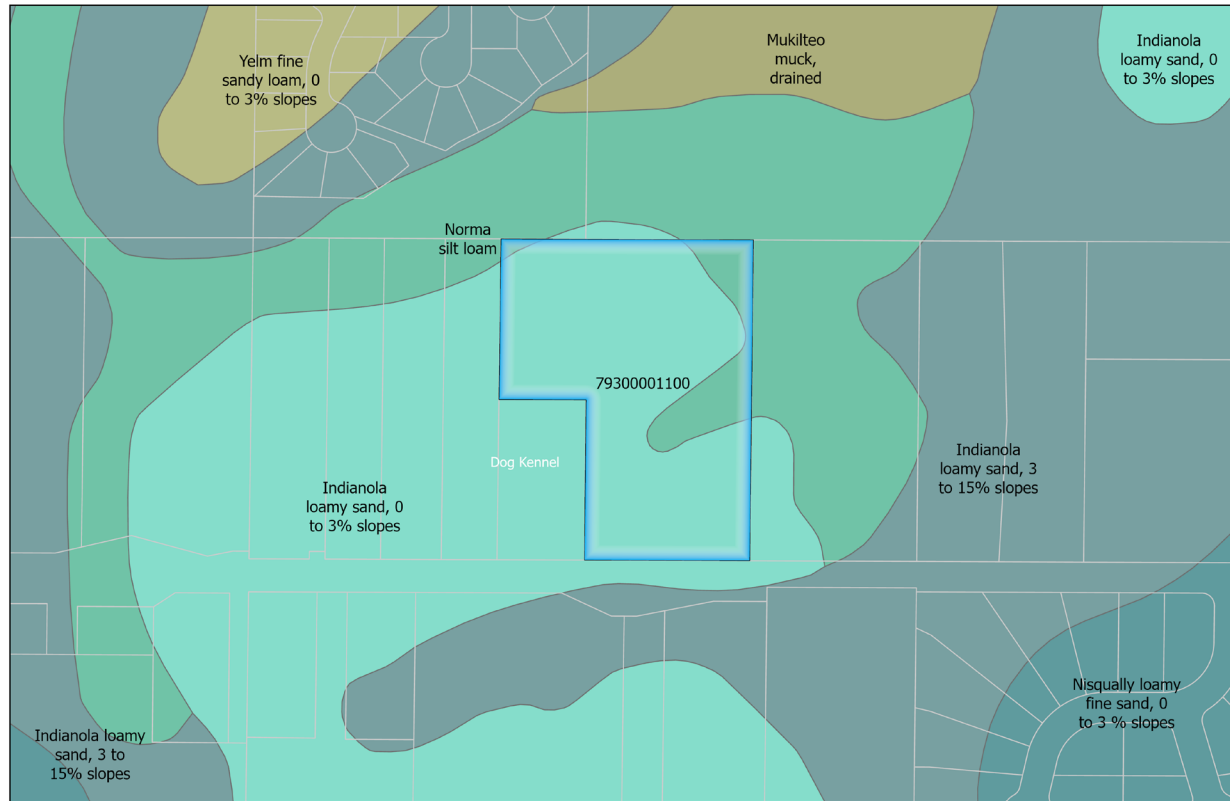 Yelm fine
sandy loam, 0
to 3% slopes
Mukilteo
muck,
drained
Indianola
loamy sand, 0
to 3% slopes
Norma
silt loam
79300001100
Dog Kennel
Indianola
loamy sand, 0
to 3% slopes
Indianola
loamy sand, 3
to 15% slopes
Nisqually loamy
fine sand, 0
to 3 % slopes
Indianola loamy
sand, 3 to
15% slopes